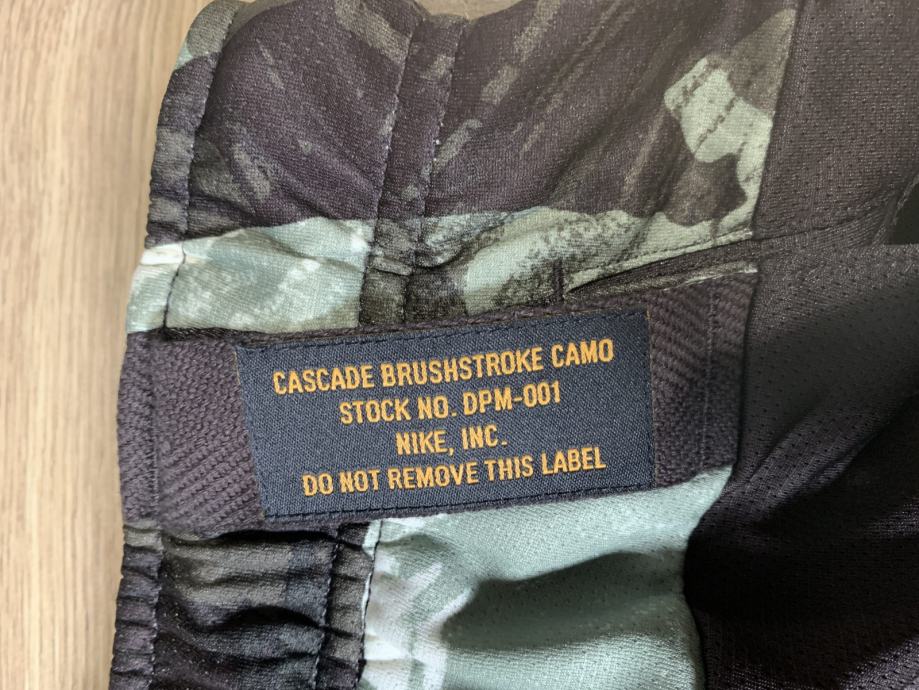 CASCADE BRUSHSTROKE CAMO
STOCK NO. DPM-001
NIKE, INC.
DO NOT REMOVE THIS LABEL